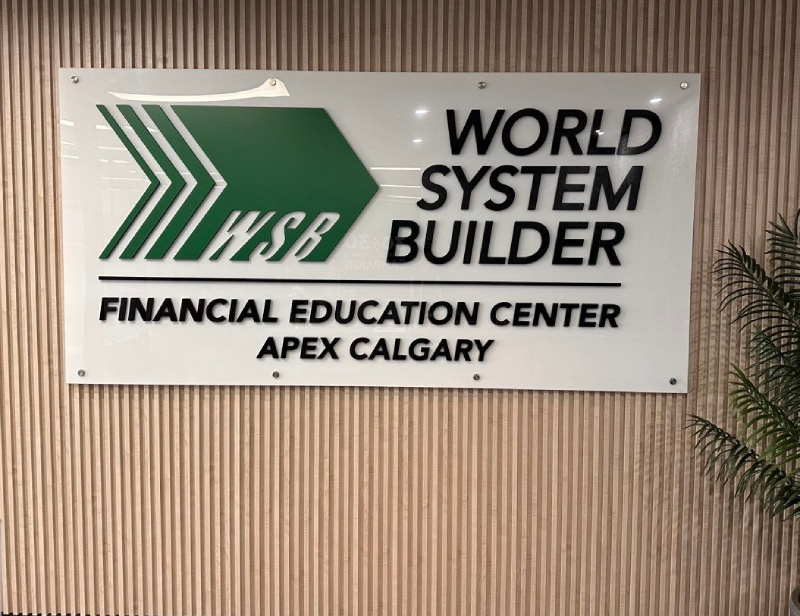 WSB
WORLD
SYSTEM
BUILDER
FINANCIAL EDUCATION CENTER
APEX CALGARY